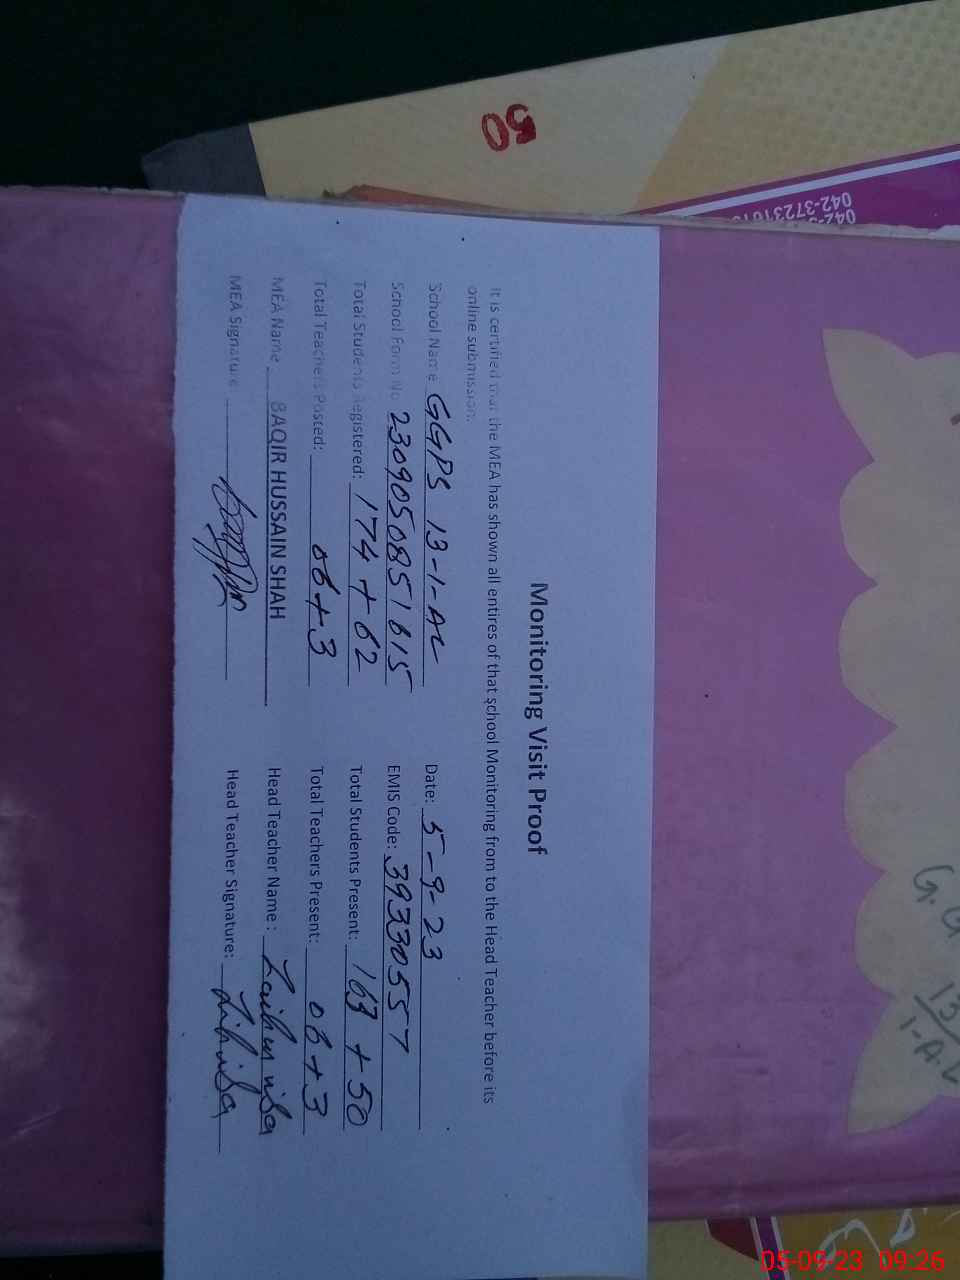 Monitoring Visit Proof
It is certified that the MEA has shown all entires of that school Monitoring from to the Head Teacher before its
online submission.
School Name GGPS 13-1-AL Date: 5-9-23
School Form No 2309050851615 EMIS Code: 39330557
Total Students Registered: 174 + 62 Total Students Present: 163 + 50
Total Teachers Posted: 06+3 Total Teachers Present: 06+3
MEA Name BAQIR HUSSAIN SHAH Head Teacher Name:
MEA Signature Head Teacher Signature:
50
042-3723
G. G
13/1-A.L
05-09-23 09:26